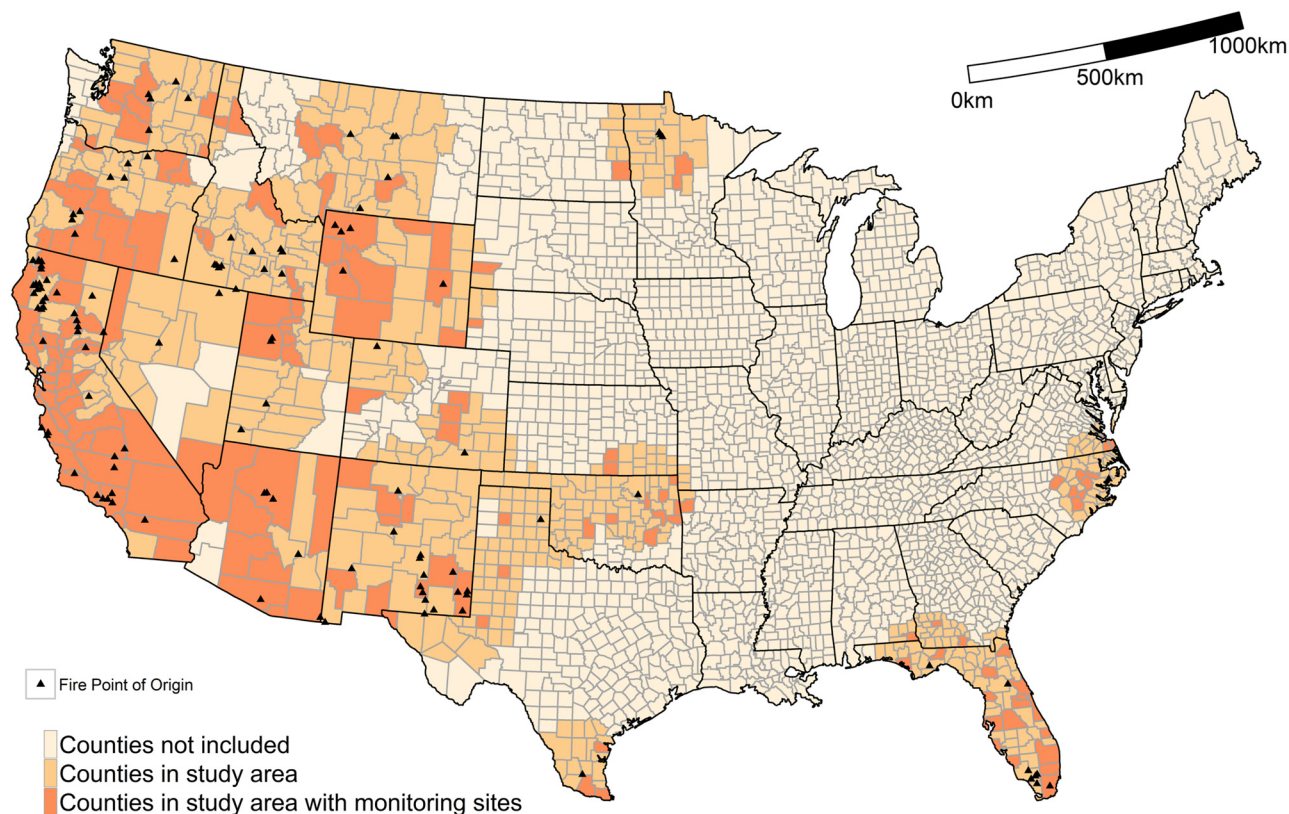 1000km
500km
0km
Fire Point of Origin
Counties not included
Counties in study area
Counties in study area with monitoring sites